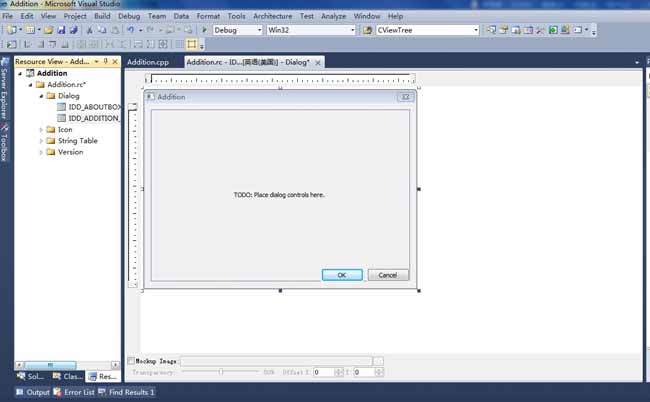 Addition - Microsoft Visual Studio
File Edit View Project Build Debug Team Data Format Tools Architecture Test Analyze Window Help
Debug Win32 CViewTree
Resource View - Add...
Addition.cpp Addition.rc - ID...[英语(美国)] - Dialog*
Server Explorer
Toolbox
Addition
Addition.rc*
Dialog
IDD_ABOUTBOX
IDD_ADDITION_
Icon
String Table
Version
Addition
TODO: Place dialog controls here.
OK Cancel
Mockup Image:
Transparency: 50% Offset X: 0 Y: 0
Sol... Clas... Res...
Output Error List Find Results 1